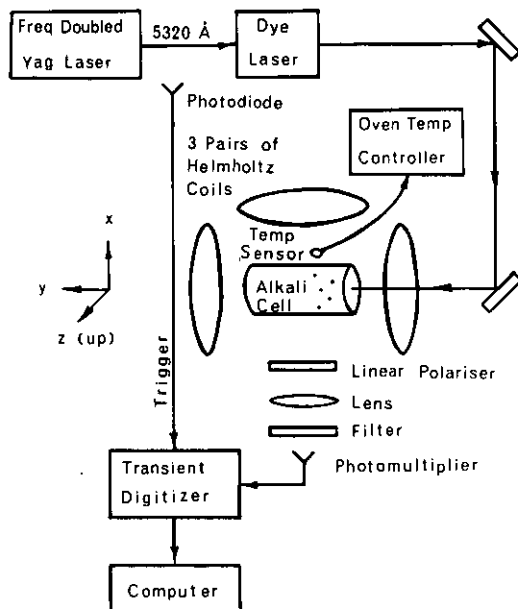 Freq Doubled
Yag Laser
5320 Å
Dye
Laser
Photodiode
3 Pairs of
Helmholtz
Coils
Oven Temp
Controller
Temp
Sensor
x
y
z (up)
Alkali
Cell
Trigger
Linear Polariser
Lens
Filter
Photomultiplier
Transient
Digitizer
Computer